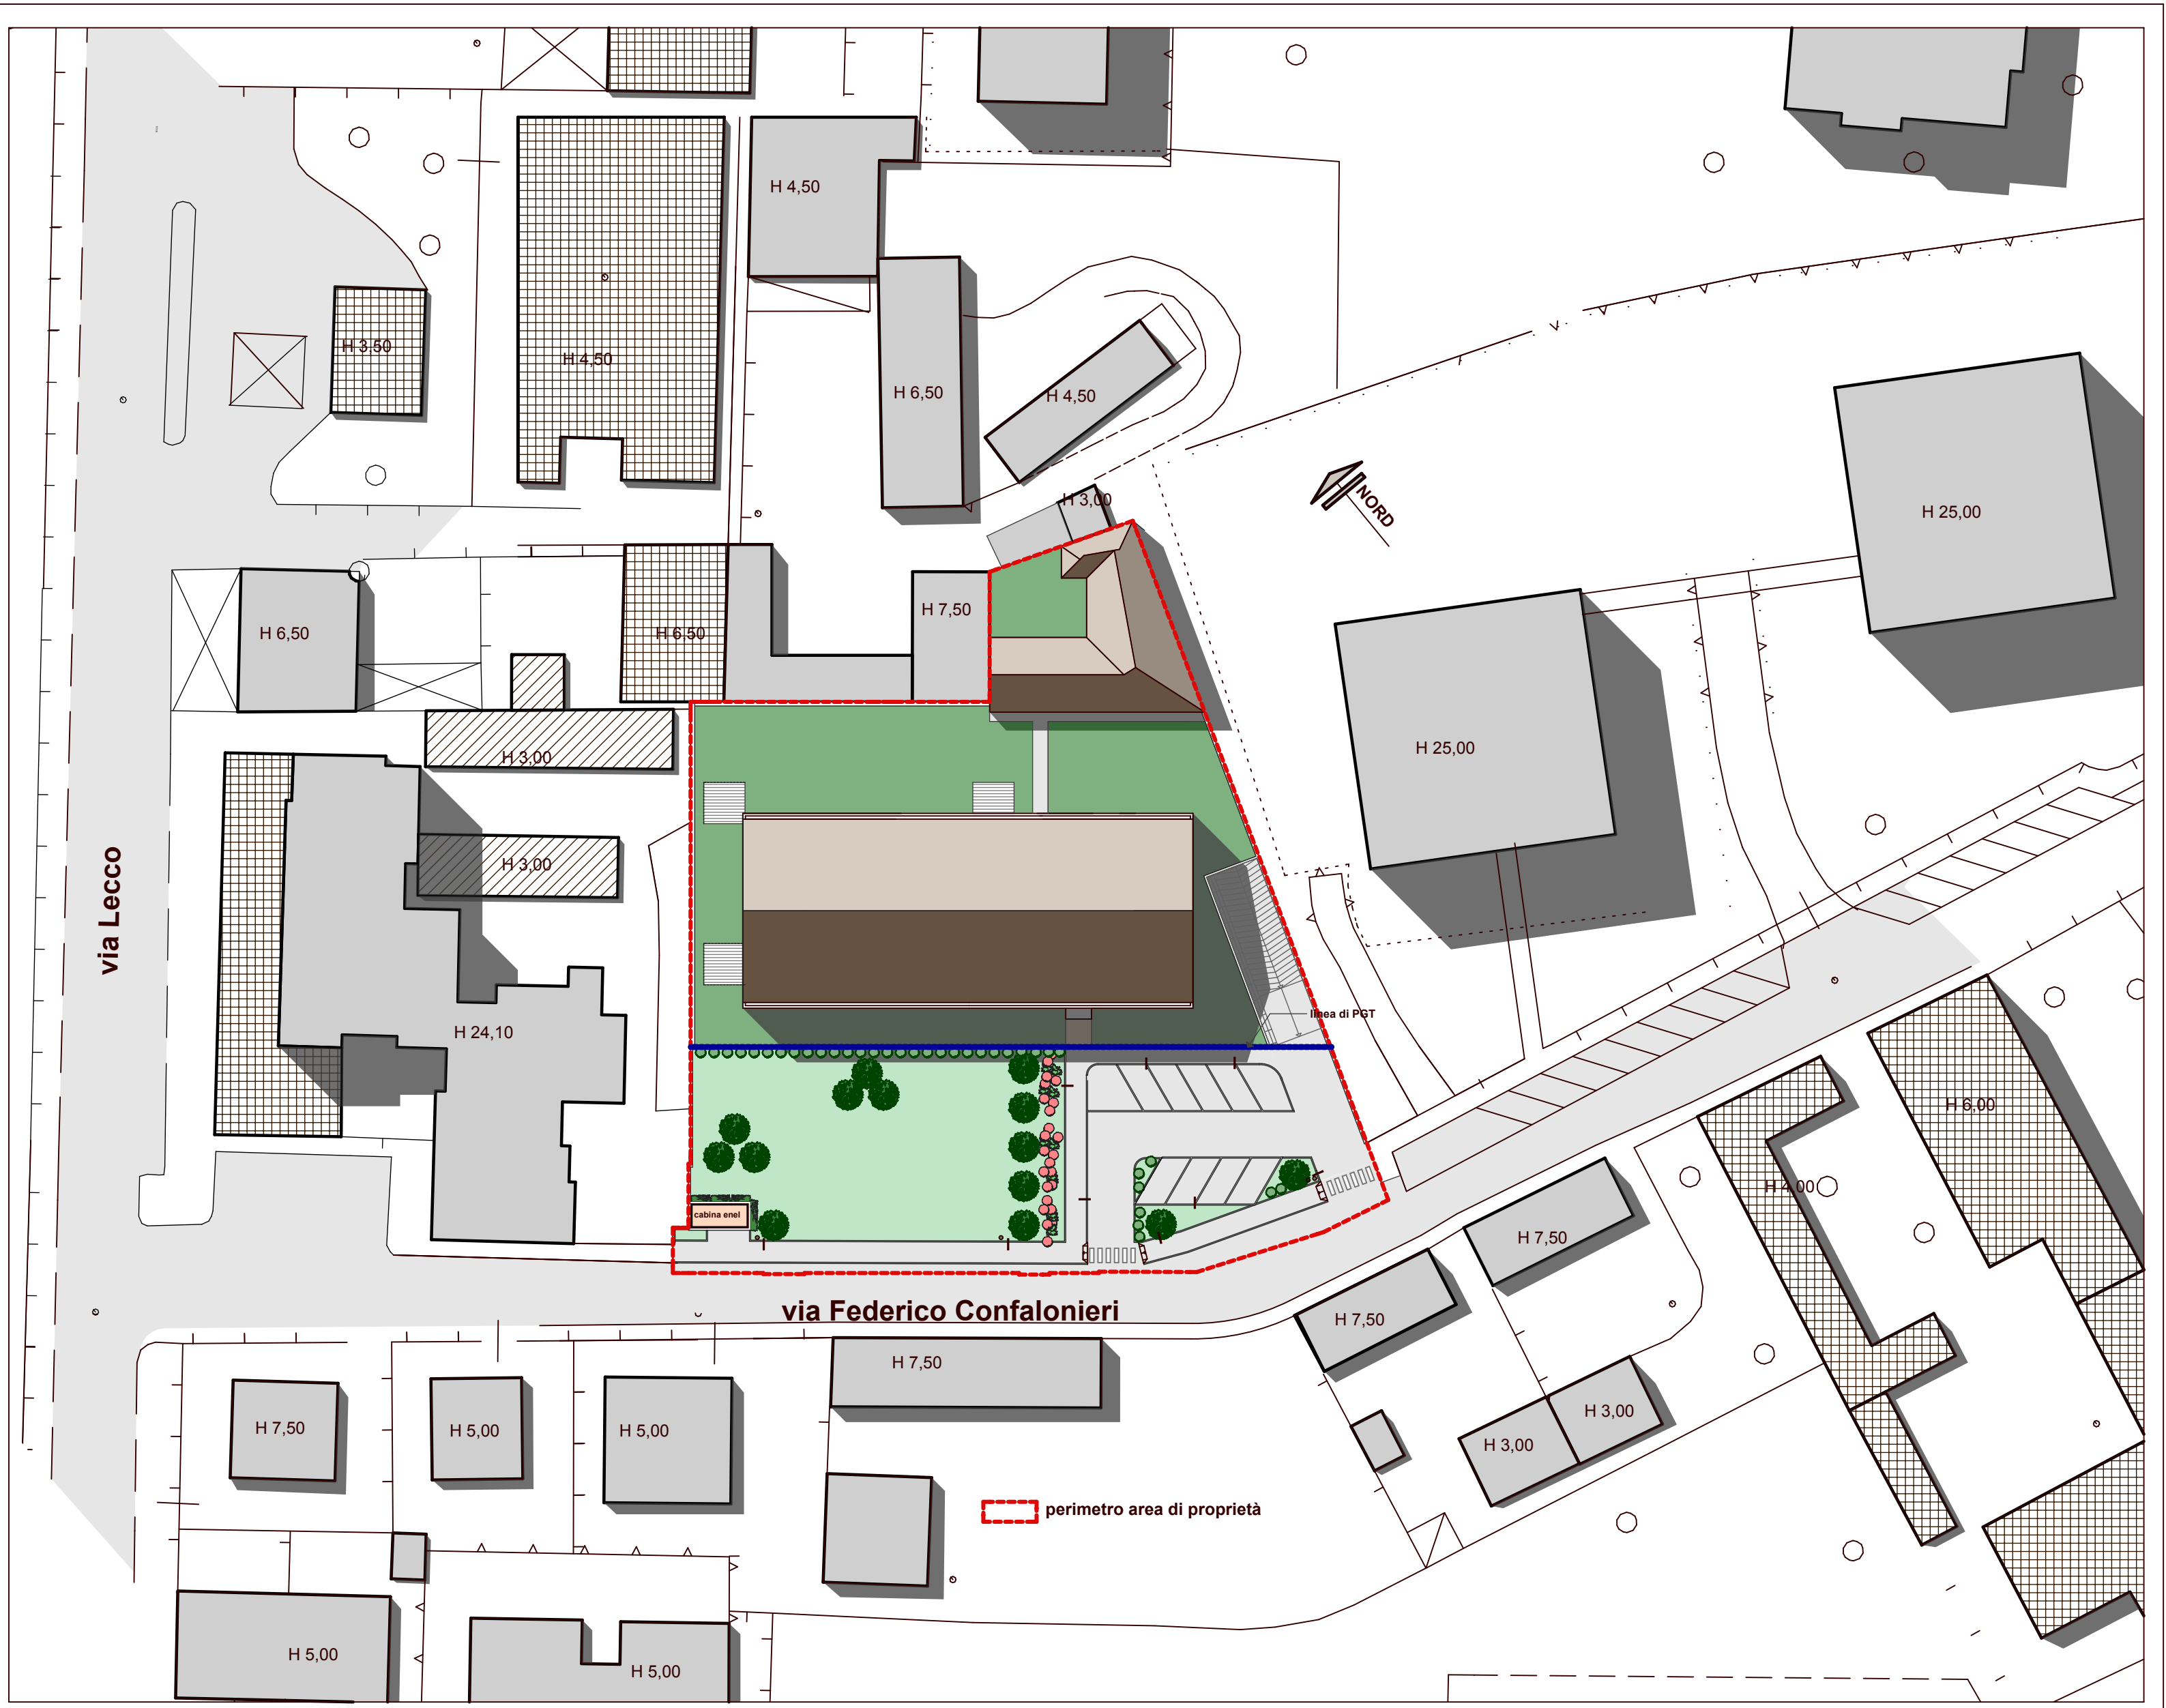 H 4,50
H 3.50
H 4,50
H 6,50
H 4,50
H 3,00
NORD
H 25,00
H 6,50
H 6.50
H 7,50
H 3,00
H 25,00
H 3,00
via Lecco
H 24,10
linea di PGT
H 6,00
H 4,00
cabina enel
H 7,50
via Federico Confalonieri
H 7,50
H 7,50
H 7,50
H 5,00
H 5,00
H 3,00
H 3,00
perimetro area di proprietà
H 5,00
H 5,00